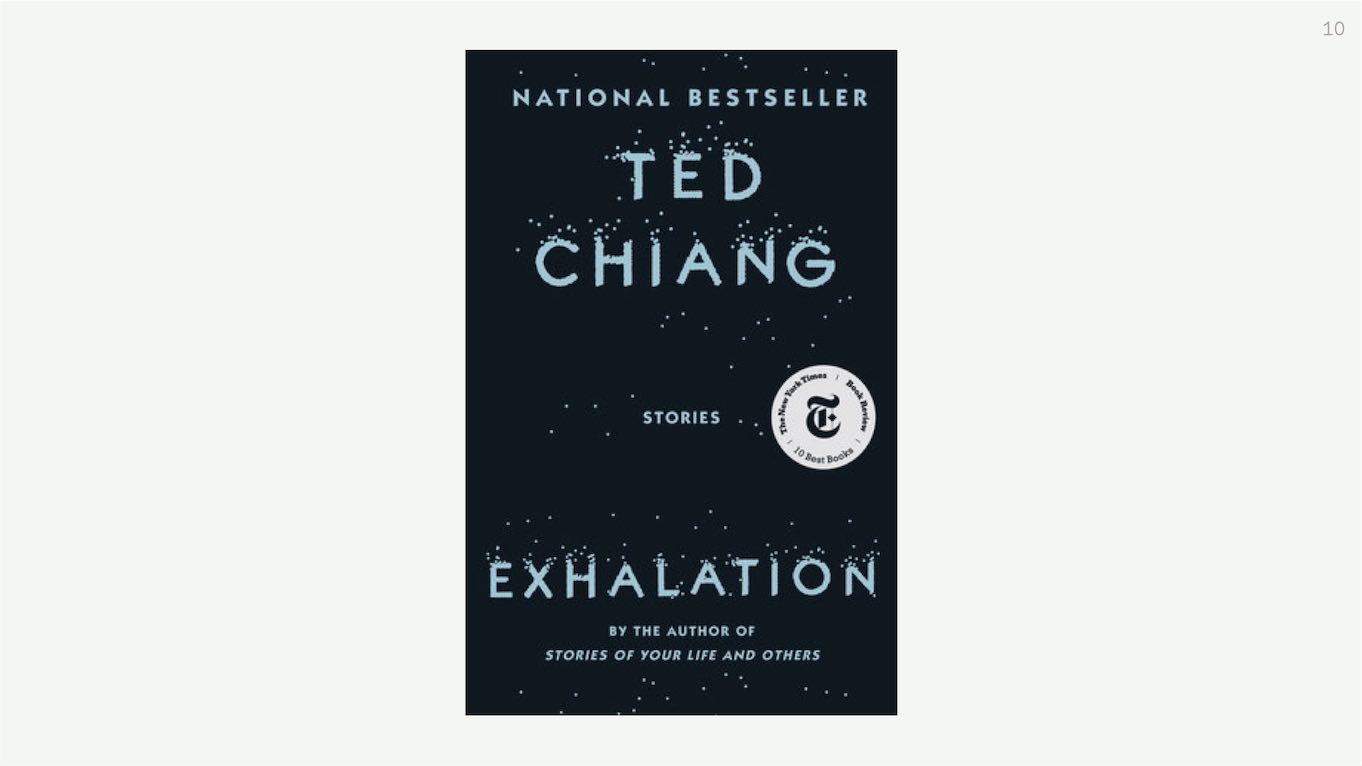 10
NATIONAL BESTSELLER
TED
CHIANG
The New York Times | Book Review | 10 Best Books
T
STORIES
EXHALATION
BY THE AUTHOR OF
STORIES OF YOUR LIFE AND OTHERS